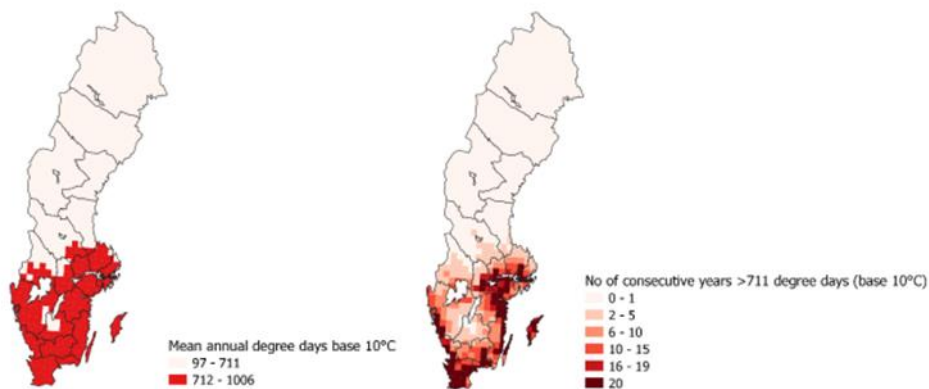 Mean annual degree days base 10°C
97 - 711
712 - 1006
No of consecutive years >711 degree days (base 10°C)
0 - 1
2 - 5
6 - 10
10 - 15
16 - 19
20